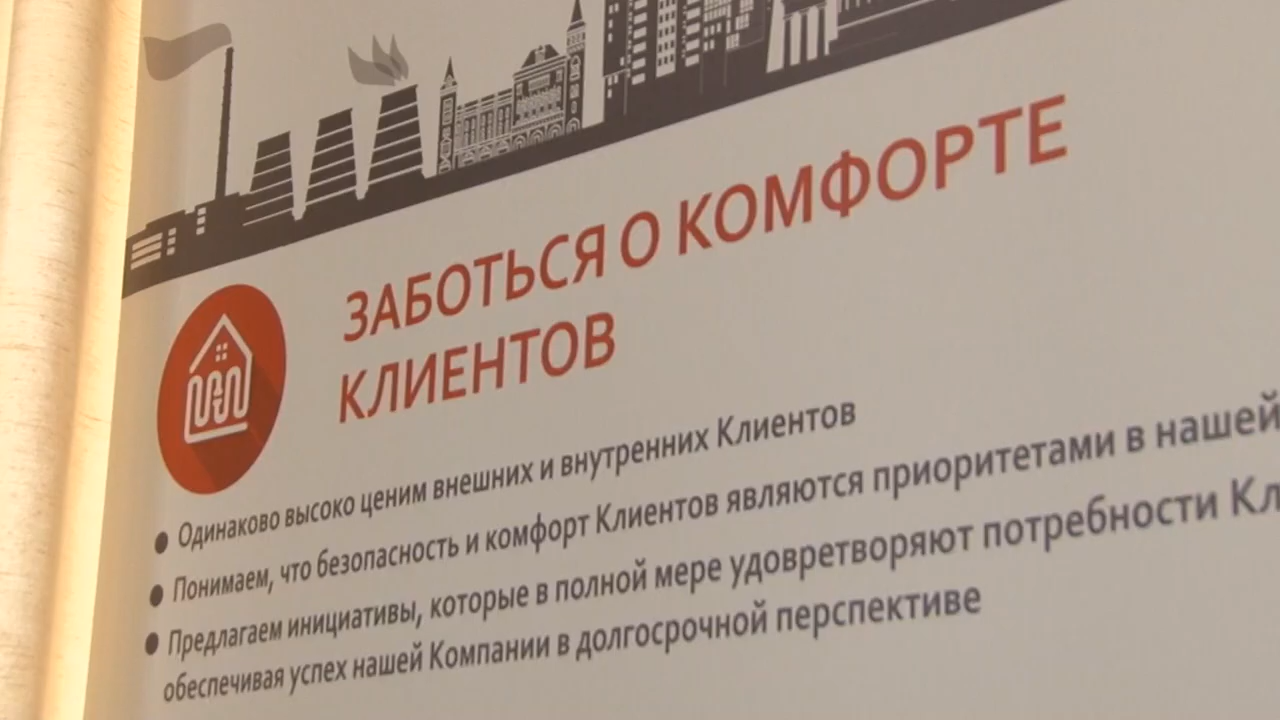 ЗАБОТЬСЯ О КОМФОРТЕ
КЛИЕНТОВ
● Одинаково высоко ценим внешних и внутренних Клиентов
● Понимаем, что безопасность и комфорт Клиентов являются приоритетами в нашей
● Предлагаем инициативы, которые в полной мере удовретворяют потребности
обеспечивая успех нашей Компании в долгосрочной перспективе